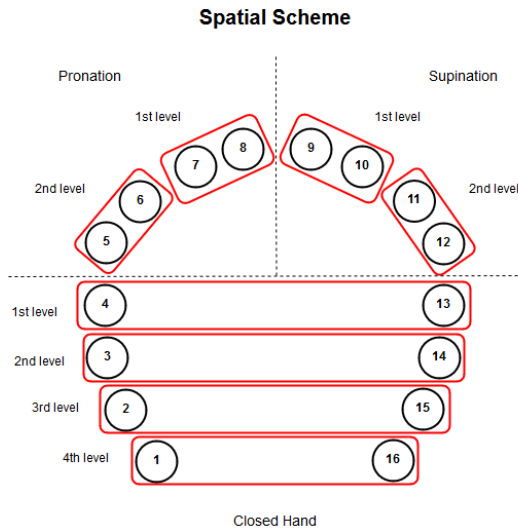 Spatial Scheme
Pronation
Supination
1st level
1st level
8
9
7
10
2nd level
2nd level
6
11
5
12
1st level
4
13
2nd level
3
14
3rd level
2
15
4th level
1
16
Closed Hand